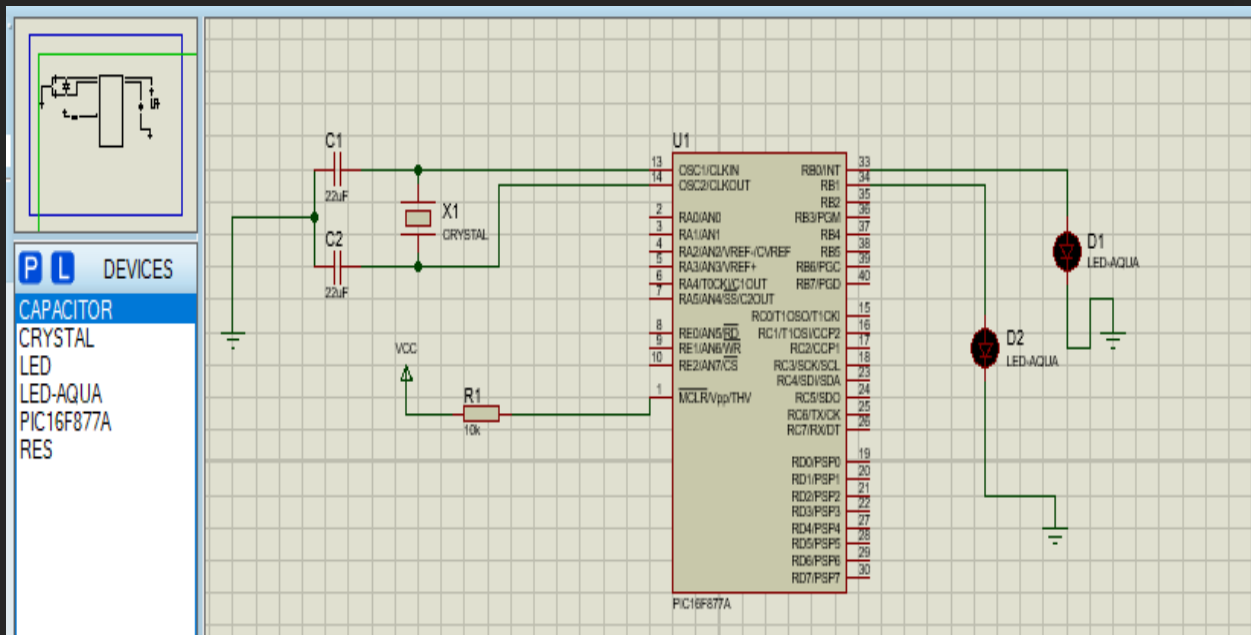 P L DEVICES
CAPACITOR
CRYSTAL
LED
LED-AQUA
PIC16F877A
RES
C1
22uF
C2
22uF
X1
CRYSTAL
VCC
R1
10k
U1
13 OSC1/CLKIN
14 OSC2/CLKOUT
2 RA0/AN0
3 RA1/AN1
4 RA2/AN2/VREF-/CVREF
5 RA3/AN3/VREF+
6 RA4/T0CKI/C1OUT
7 RA5/AN4/SS/C2OUT
8 RE0/AN5/RD
9 RE1/AN6/WR
10 RE2/AN7/CS
1 MCLR/Vpp/THV
RB0/INT 33
RB1 34
RB2 35
RB3/PGM 36
RB4 37
RB5 38
RB6/PGC 39
RB7/PGD 40
RC0/T1OSO/T1CKI 15
RC1/T1OSI/CCP2 16
RC2/CCP1 17
RC3/SCK/SCL 18
RC4/SDI/SDA 23
RC5/SDO 24
RC6/TX/CK 25
RC7/RX/DT 26
RD0/PSP0 19
RD1/PSP1 20
RD2/PSP2 21
RD3/PSP3 22
RD4/PSP4 27
RD5/PSP5 28
RD6/PSP6 29
RD7/PSP7 30
PIC16F877A
D1
LED-AQUA
D2
LED-AQUA